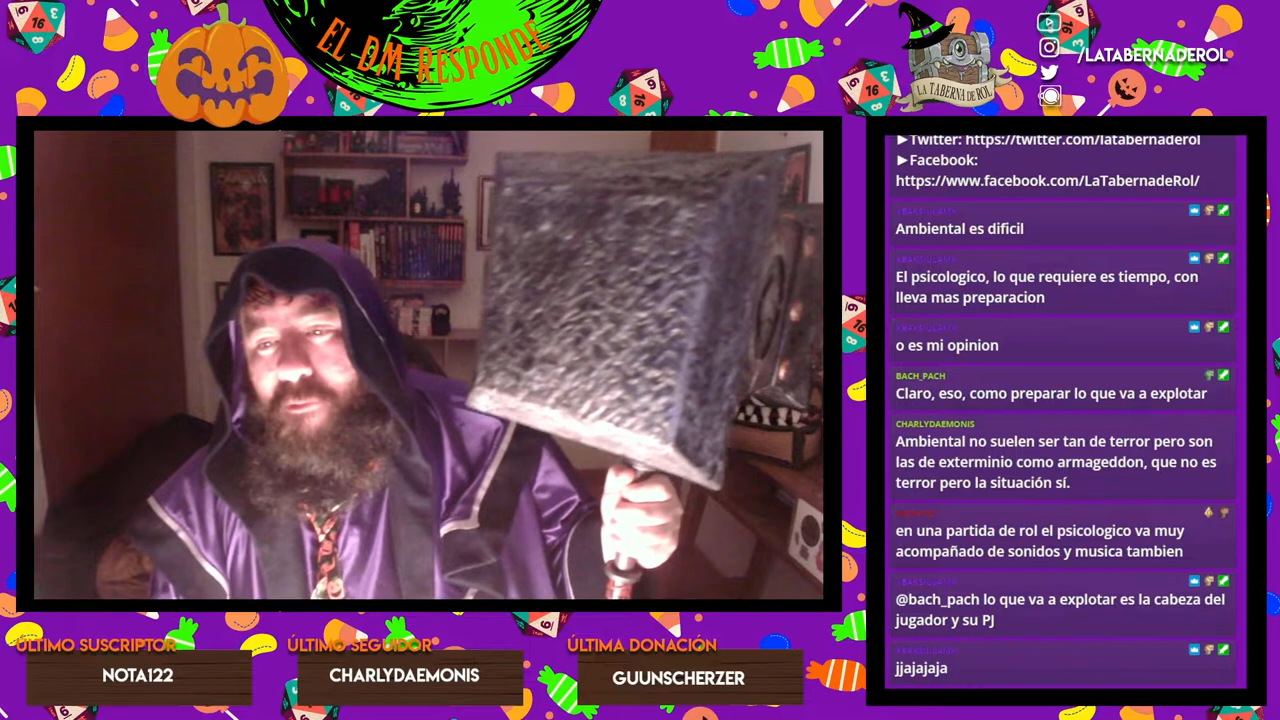 EL DM RESPONDE
LA TABERNA DE ROL
/LATABERNADEROL
►Twitter: https://twitter.com/latabernaderol
►Facebook:
https://www.facebook.com/LaTabernadeRol/
Ambiental es dificil
El psicologico, lo que requiere es tiempo, con
lleva mas preparacion
o es mi opinion
BACH_PACH
Claro, eso, como preparar lo que va a explotar
CHARLYDAEMONIS
Ambiental no suelen ser tan de terror pero son
las de exterminio como armageddon, que no es
terror pero la situación sí.
en una partida de rol el psicologico va muy
acompañado de sonidos y musica tambien
@bach_pach lo que va a explotar es la cabeza del
jugador y su PJ
jjajajaja
ÚLTIMO SUSCRIPTOR
NOTA122
ÚLTIMO SEGUIDOR
CHARLYDAEMONIS
ÚLTIMA DONACIÓN
GUUNSCHERZER